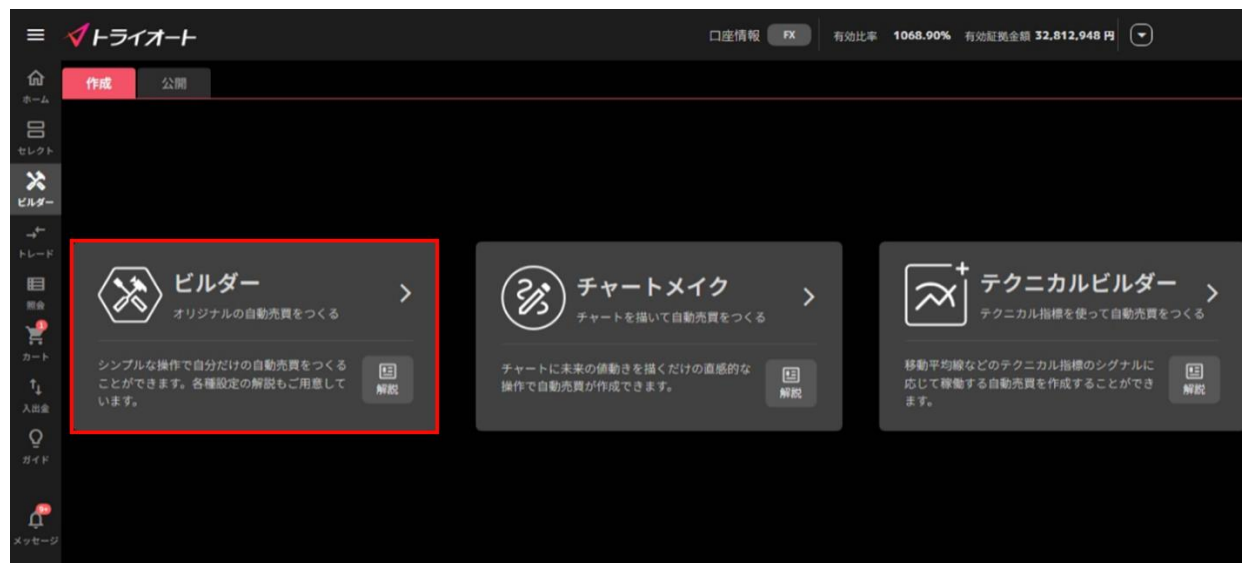 トライオート
口座情報 FX 有効比率 1068.90% 有効証拠金額 32,812,948 円
作成 公開
ホーム
セレクト
ビルダー
トレード
照会
1
カート
入出金
ガイド
9+
メッセージ
ビルダー
オリジナルの自動売買をつくる
シンプルな操作で自分だけの自動売買をつくる
ことができます。各種設定の解説もご用意して
います。
解説
チャートメイク
チャートを描いて自動売買をつくる
チャートに未来の値動きを描くだけの直感的な
操作で自動売買が作成できます。
解説
テクニカルビルダー
テクニカル指標を使って自動売買をつくる
移動平均線などのテクニカル指標のシグナルに
応じて稼働する自動売買を作成することができ
ます。
解説